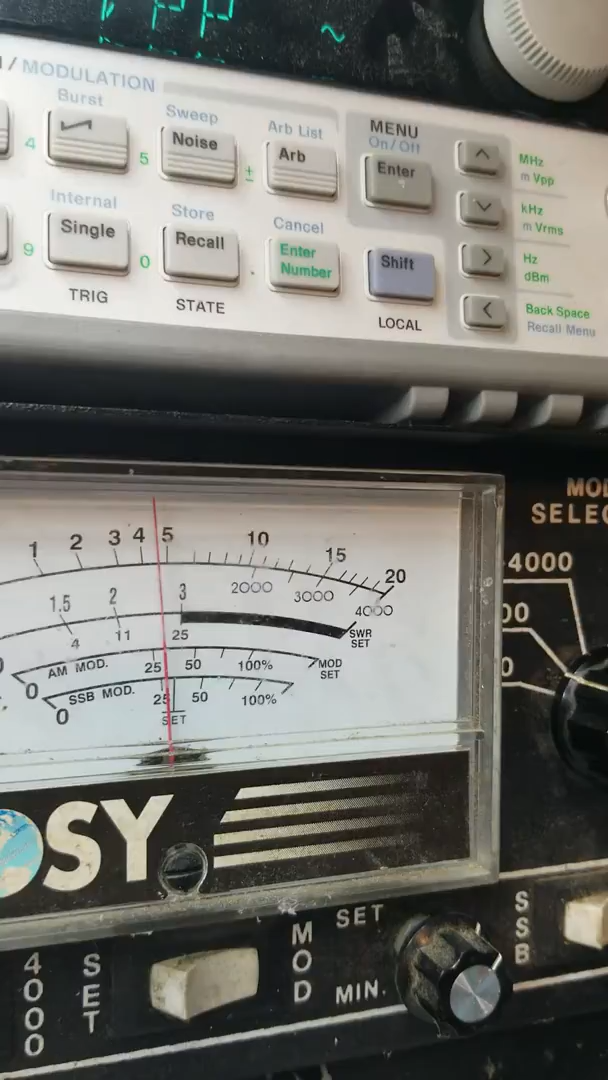 VPP ~
/ MODULATION
Burst
Sweep
Arb List
MENU
On/Off
4
5
Noise
±
Arb
Enter
MHz
m Vpp
kHz
m Vrms
Internal
Store
Cancel
9
Single
0
Recall
.
Enter
Number
Shift
Hz
dBm
TRIG
STATE
LOCAL
Back Space
Recall Menu
1 2 3 4 5 10 15 20
2000 3000 4000
1.5 2 3
SWR
SET
4 11 25
AM MOD. 25 50 100%
MOD
SET
0
SSB MOD. 25 50 100%
0
SET
SELEC
4000
00
0
OSY
4000
SET
MOD
SET
MIN.
SSB